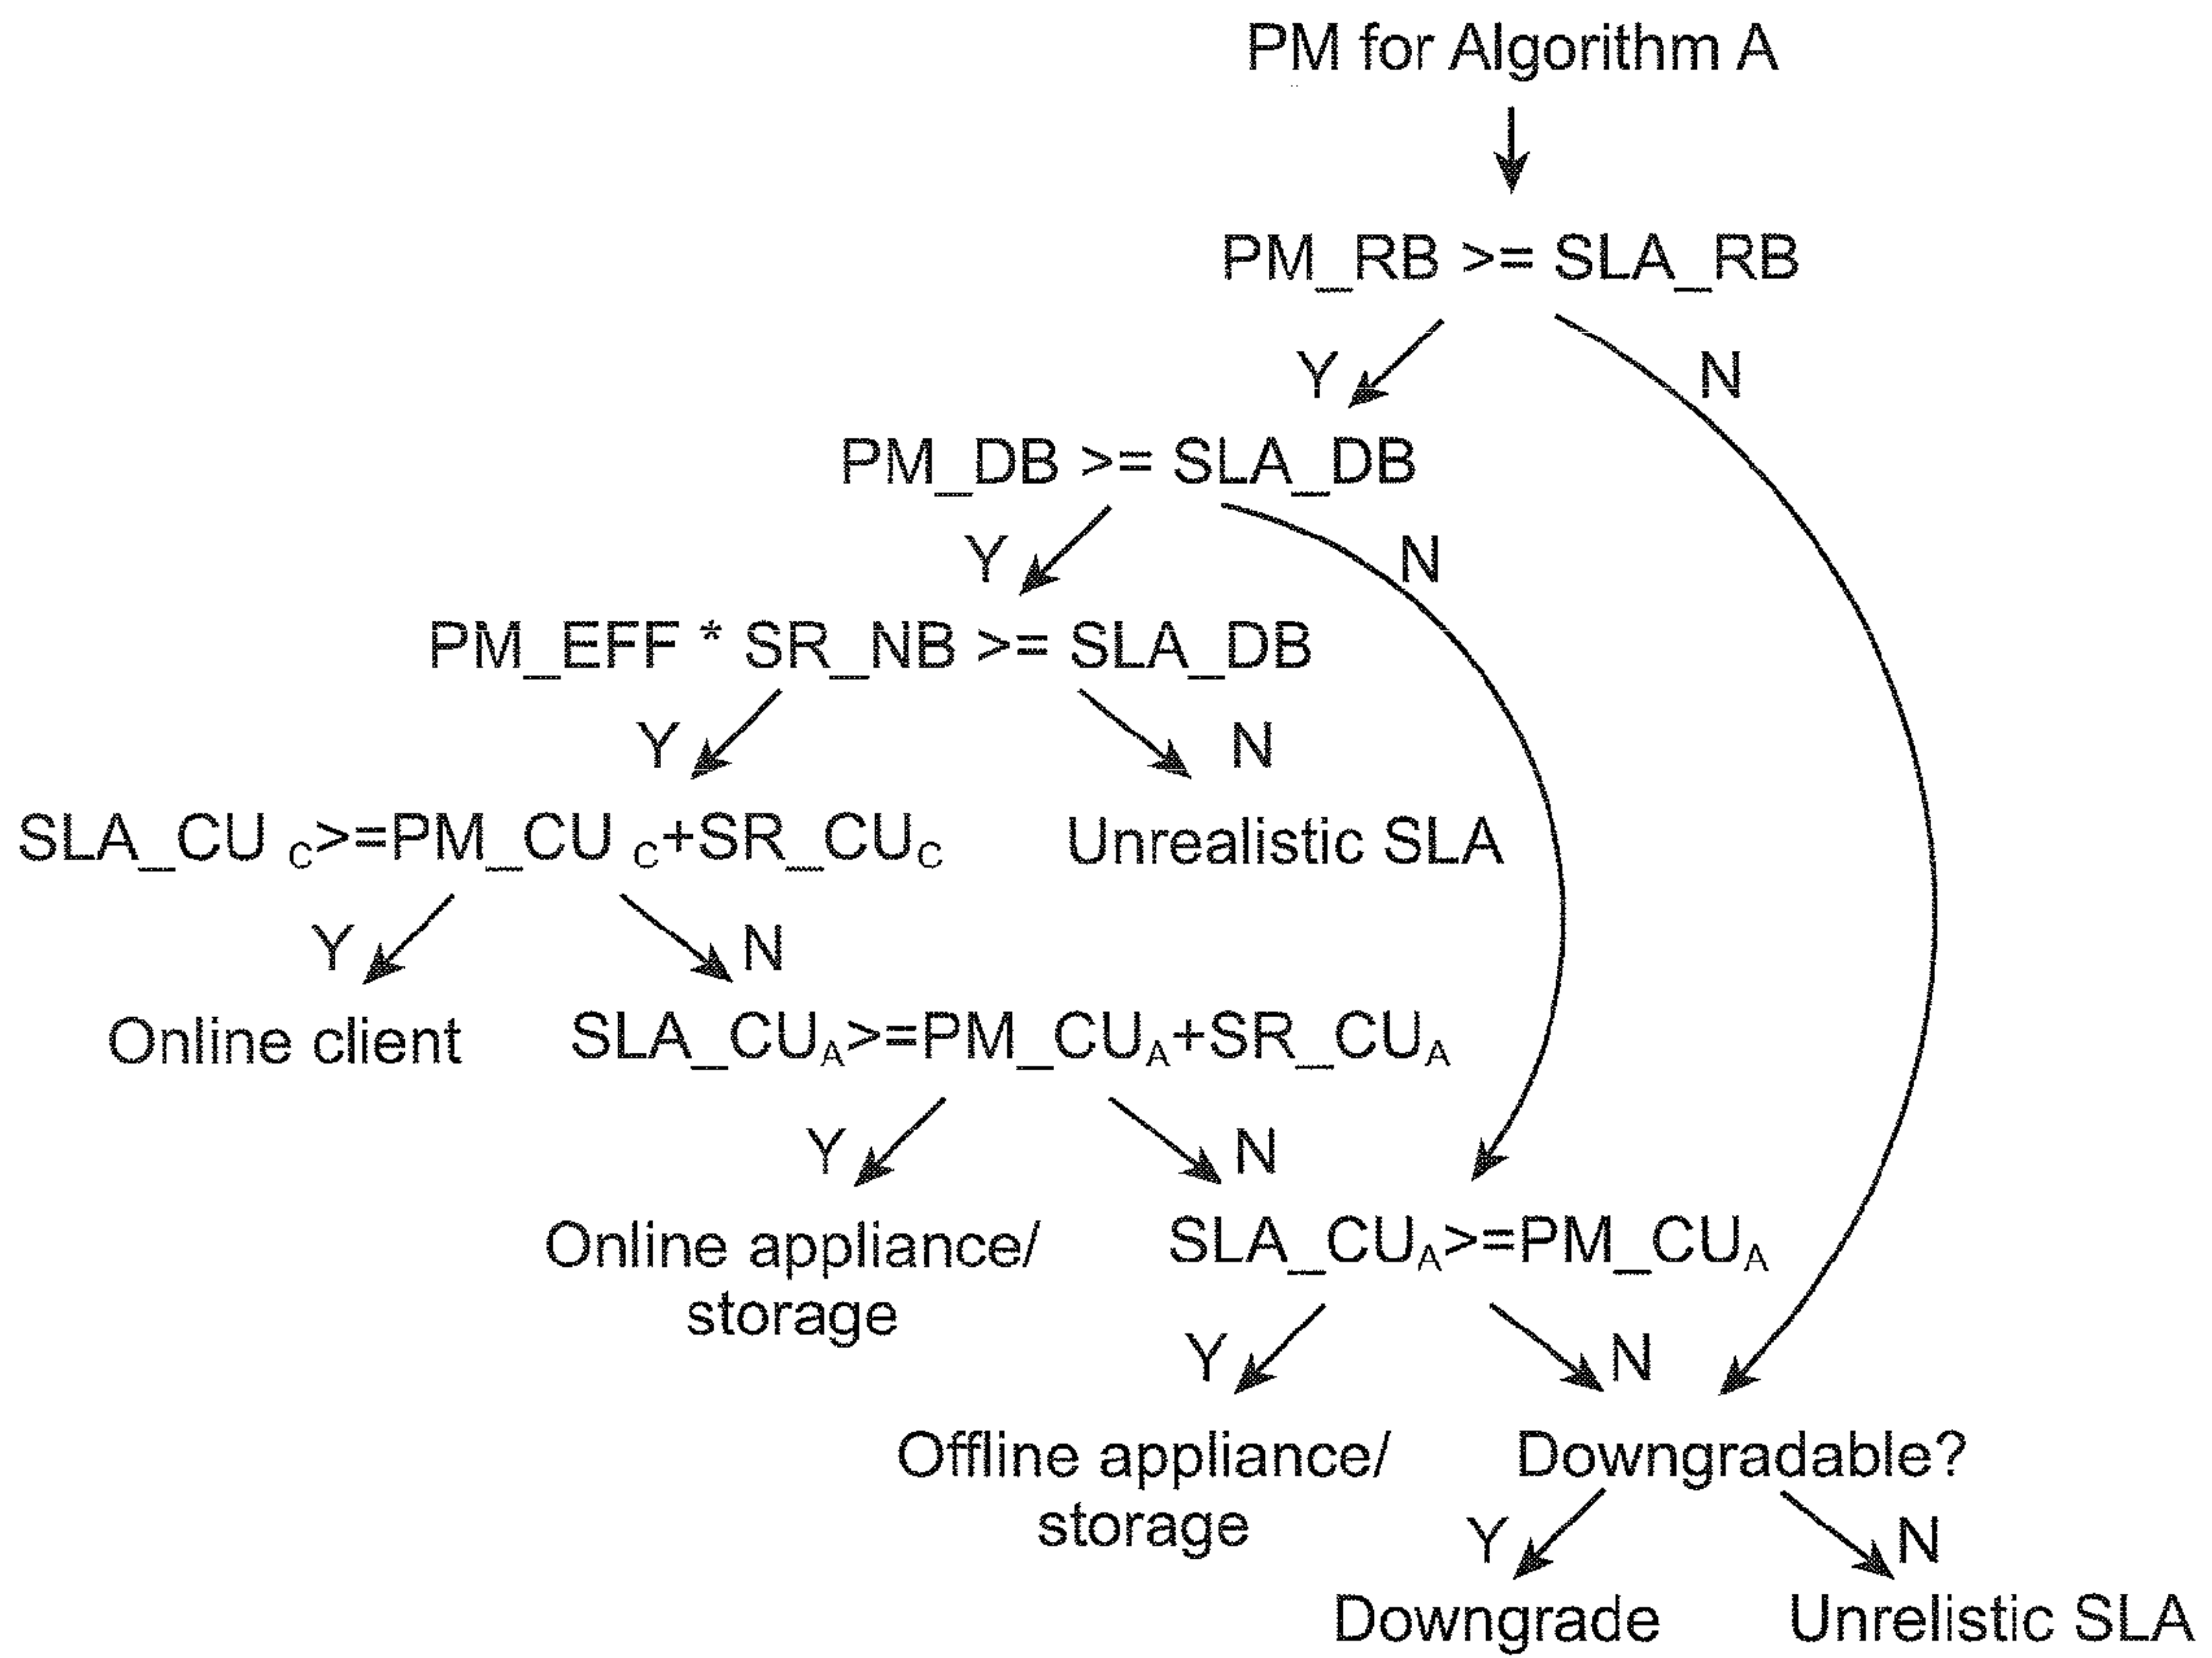 PM for Algorithm A
PM_RB >= SLA_RB
Y
N
PM_DB >= SLA_DB
Y
N
PM_EFF * SR_NB >= SLA_DB
Y
N
SLA_CU C>=PM_CU C+SR_CUC
Unrealistic SLA
Y
N
Online client
SLA_CUA>=PM_CUA+SR_CUA
Y
N
Online appliance/
storage
SLA_CUA>=PM_CUA
Y
N
Offline appliance/
storage
Downgradable?
Y
N
Downgrade
Unrelistic SLA